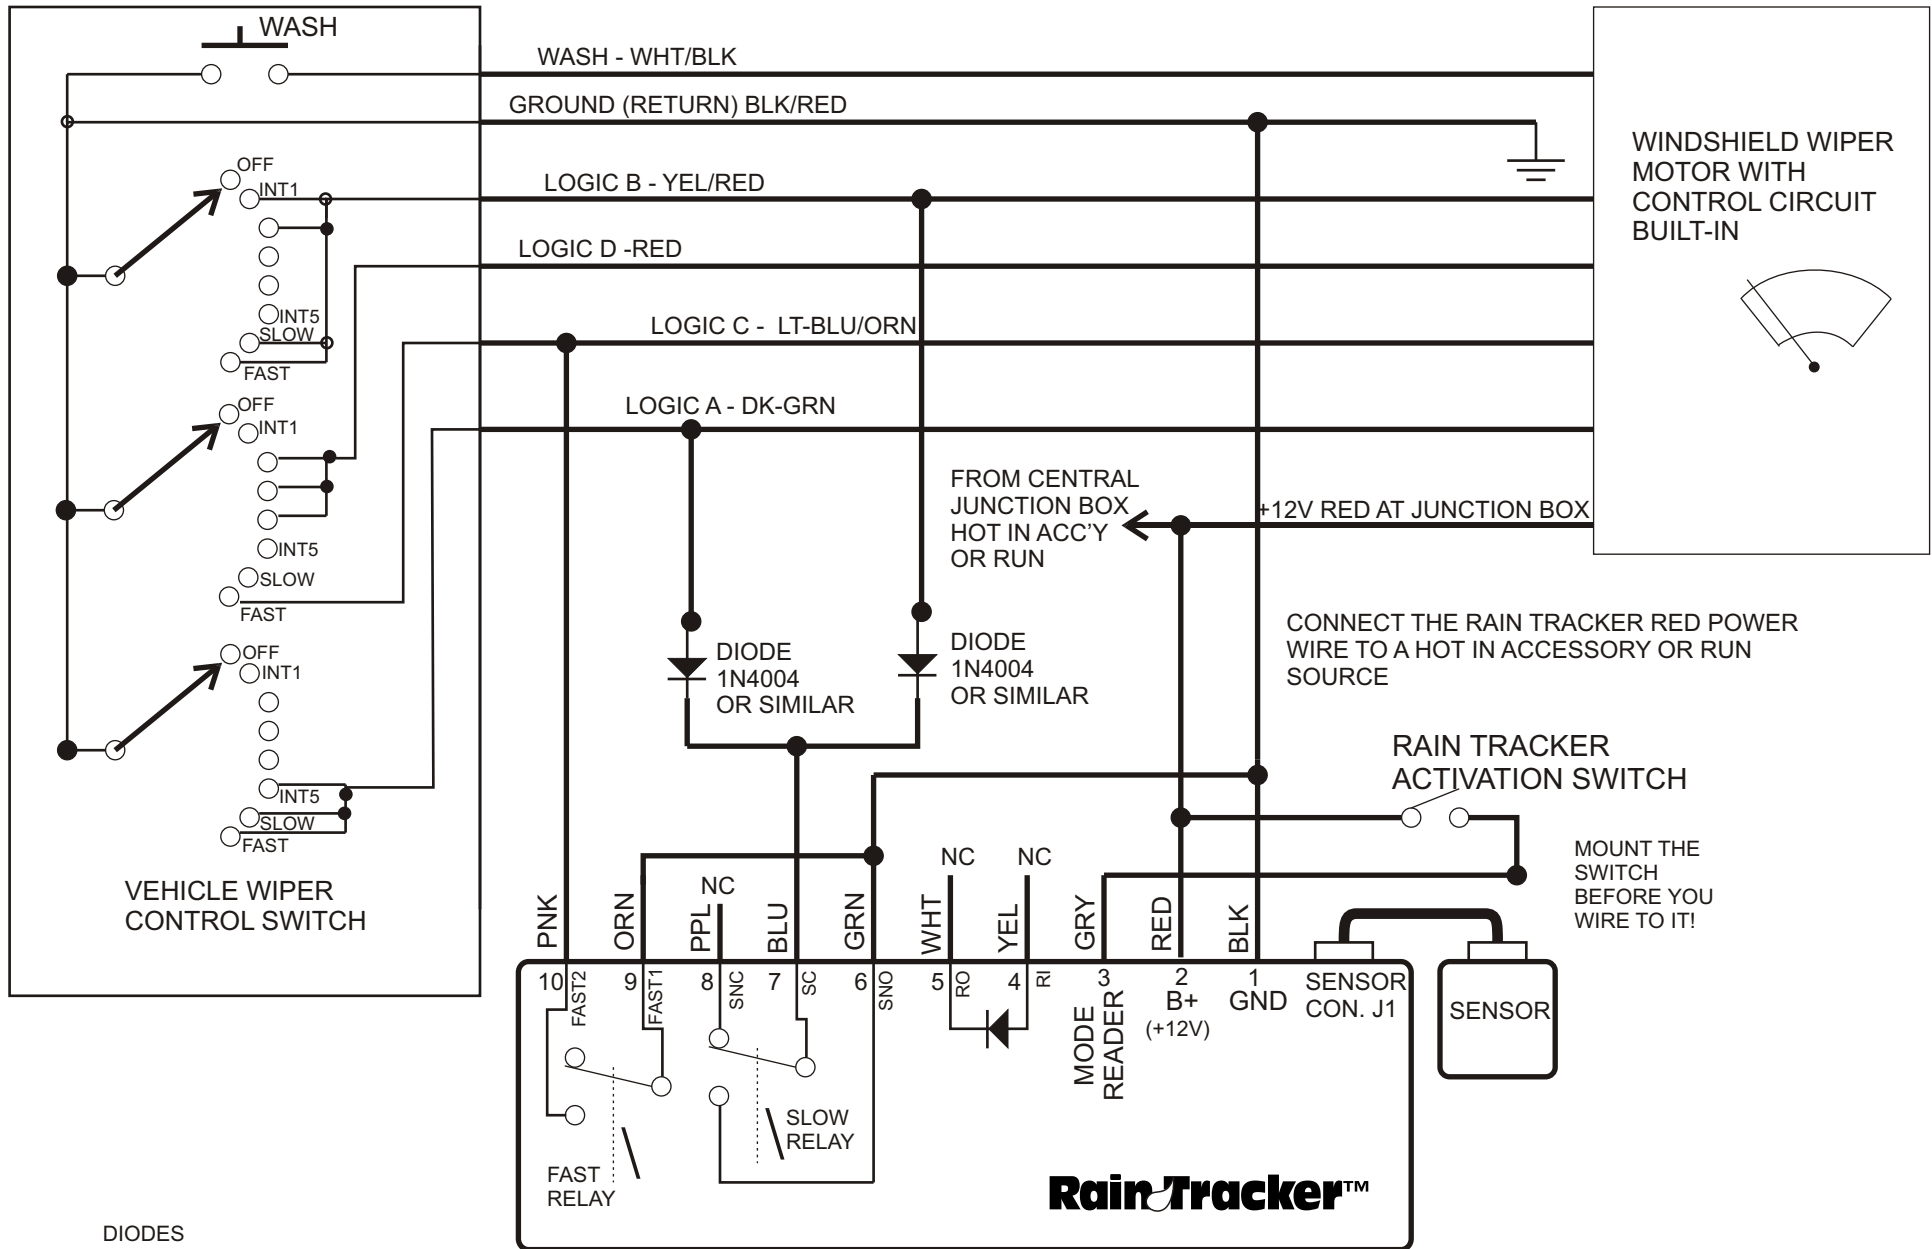 WASH
WASH - WHT/BLK
GROUND (RETURN) BLK/RED
OFF
INT1
LOGIC B - YEL/RED
LOGIC D -RED
INT5
SLOW
FAST
LOGIC C - LT-BLU/ORN
OFF
INT1
LOGIC A - DK-GRN
INT5
SLOW
FAST
OFF
INT1
INT5
SLOW
FAST
VEHICLE WIPER
CONTROL SWITCH
WINDSHIELD WIPER
MOTOR WITH
CONTROL CIRCUIT
BUILT-IN
FROM CENTRAL
JUNCTION BOX
HOT IN ACC'Y
OR RUN
+12V RED AT JUNCTION BOX
DIODE
1N4004
OR SIMILAR
DIODE
1N4004
OR SIMILAR
CONNECT THE RAIN TRACKER RED POWER
WIRE TO A HOT IN ACCESSORY OR RUN
SOURCE
RAIN TRACKER
ACTIVATION SWITCH
MOUNT THE
SWITCH
BEFORE YOU
WIRE TO IT!
NC
NC
NC
PNK
ORN
PPL
BLU
GRN
WHT
YEL
GRY
RED
BLK
10
FAST2
9
FAST1
8
SNC
7
SC
6
SNO
5
RO
4
RI
3
MODE
READER
2
B+
(+12V)
1
GND
SENSOR
CON. J1
SENSOR
FAST
RELAY
SLOW
RELAY
RainTracker™
DIODES